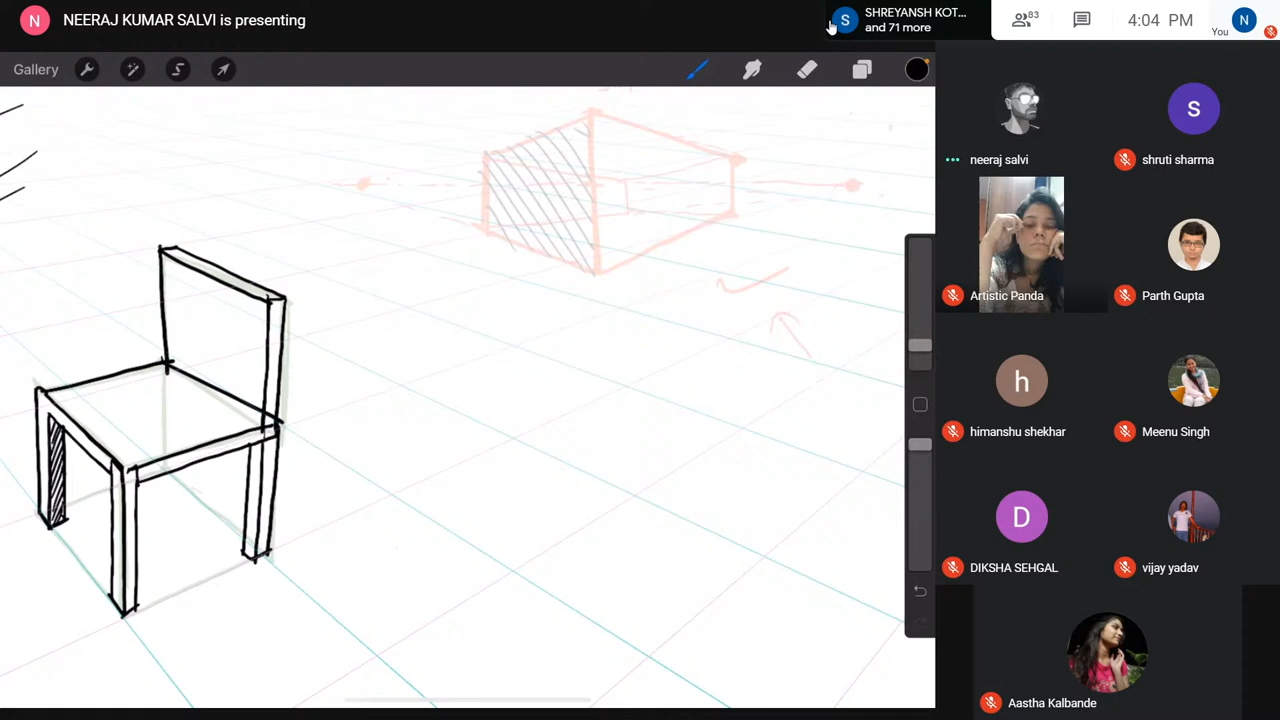 N
NEERAJ KUMAR SALVI is presenting
S
SHREYANSH KOT...
and 71 more
83
4:04 PM
You
N
Gallery
neeraj salvi
S
shruti sharma
Artistic Panda
Parth Gupta
h
himanshu shekhar
Meenu Singh
D
DIKSHA SEHGAL
vijay yadav
Aastha Kalbande